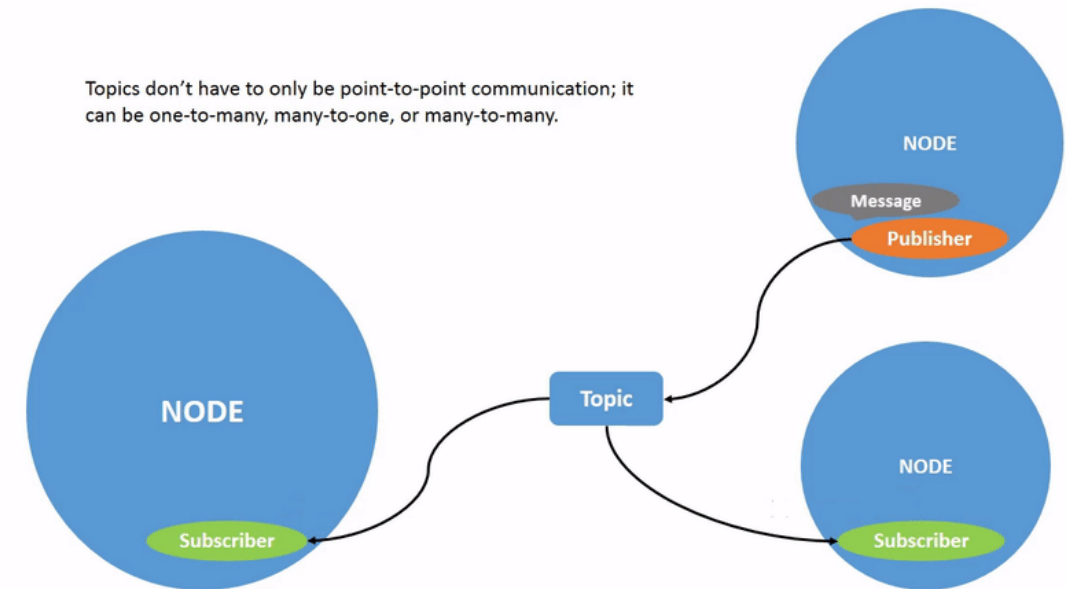 Topics don’t have to only be point-to-point communication; it
can be one-to-many, many-to-one, or many-to-many.
NODE
Message
Publisher
Topic
NODE
Subscriber
NODE
Subscriber